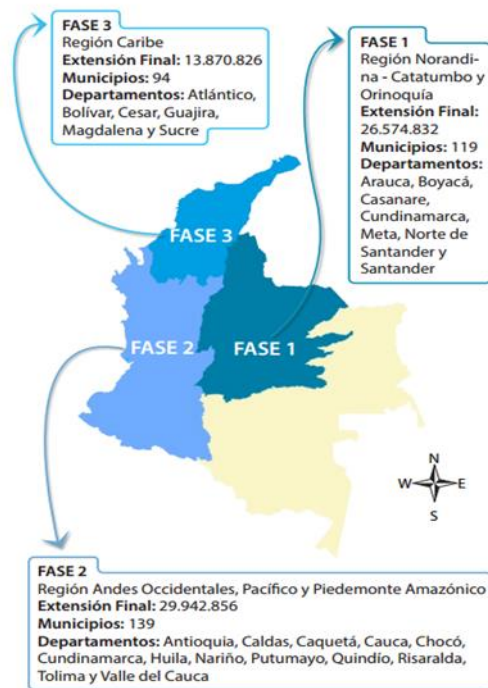 FASE 3
Región Caribe
Extensión Final: 13.870.826
Municipios: 94
Departamentos: Atlántico,
Bolívar, Cesar, Guajira,
Magdalena y Sucre
FASE 1
Región Norandi-
na - Catatumbo y
Orinoquía
Extensión Final:
26.574.832
Municipios: 119
Departamentos:
Arauca, Boyacá,
Casanare,
Cundinamarca,
Meta, Norte de
Santander y
Santander
FASE 3
FASE 2
FASE 1
N
W
E
S
FASE 2
Región Andes Occidentales, Pacífico y Piedemonte Amazónico
Extensión Final: 29.942.856
Municipios: 139
Departamentos: Antioquia, Caldas, Caquetá, Cauca, Chocó,
Cundinamarca, Huila, Nariño, Putumayo, Quindío, Risaralda,
Tolima y Valle del Cauca